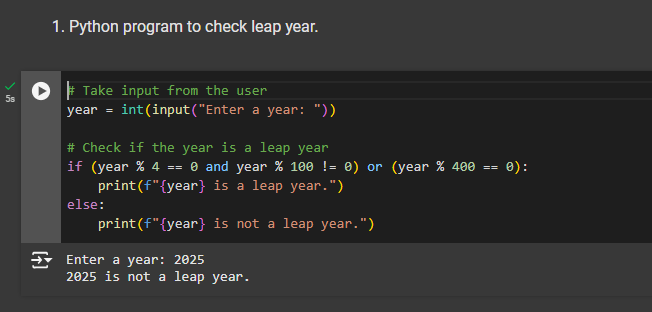 1. Python program to check leap year.
# Take input from the user
5s
year = int(input("Enter a year: "))
# Check if the year is a leap year
if (year % 4 == 0 and year % 100 != 0) or (year % 400 == 0):
    print(f"{year} is a leap year.")
else:
    print(f"{year} is not a leap year.")
Enter a year: 2025
2025 is not a leap year.